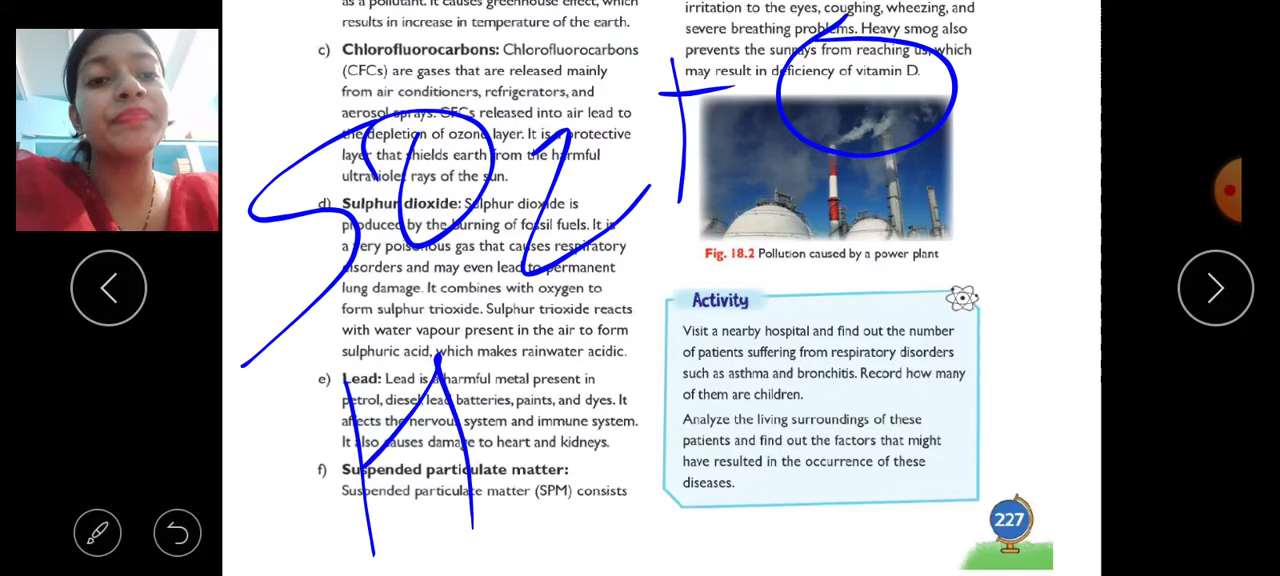 as a pollutant. It causes greenhouse effect, which
results in increase in temperature of the earth.
c) Chlorofluorocarbons: Chlorofluorocarbons
(CFCs) are gases that are released mainly
from air conditioners, refrigerators, and
aerosol sprays. CFCs released into air lead to
the depletion of ozone layer. It is a protective
layer that shields earth from the harmful
ultraviolet rays of the sun.
d) Sulphur dioxide: Sulphur dioxide is
produced by the burning of fossil fuels. It is
a very poisonous gas that causes respiratory
disorders and may even lead to permanent
lung damage. It combines with oxygen to
form sulphur trioxide. Sulphur trioxide reacts
with water vapour present in the air to form
sulphuric acid, which makes rainwater acidic.
e) Lead: Lead is a harmful metal present in
petrol, diesel, lead batteries, paints, and dyes. It
affects the nervous system and immune system.
It also causes damage to heart and kidneys.
f) Suspended particulate matter:
Suspended particulate matter (SPM) consists
irritation to the eyes, coughing, wheezing, and
severe breathing problems. Heavy smog also
prevents the sunrays from reaching us, which
may result in deficiency of vitamin D.
Fig. 18.2 Pollution caused by a power plant
Activity
Visit a nearby hospital and find out the number
of patients suffering from respiratory disorders
such as asthma and bronchitis. Record how many
of them are children.
Analyze the living surroundings of these
patients and find out the factors that might
have resulted in the occurrence of these
diseases.
227
SO2 + O